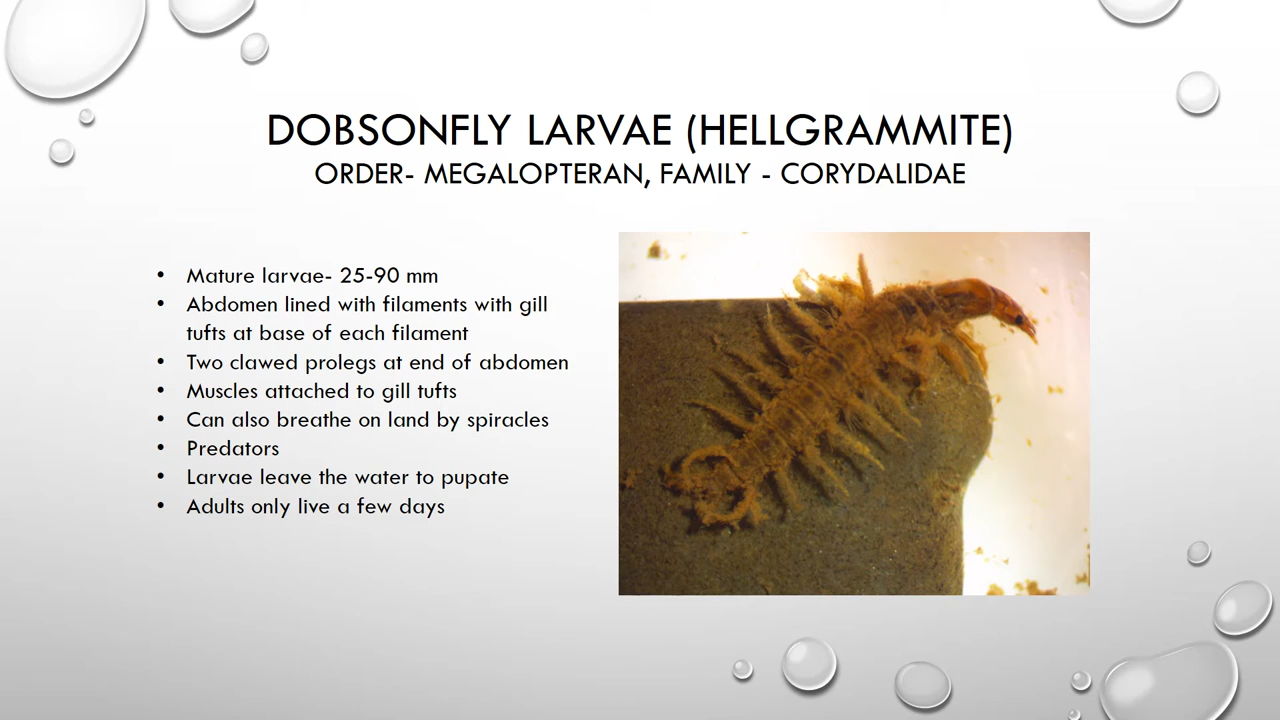 DOBSONFLY LARVAE (HELLGRAMMITE)
ORDER- MEGALOPTERAN, FAMILY - CORYDALIDAE
• Mature larvae- 25-90 mm
• Abdomen lined with filaments with gill
tufts at base of each filament
• Two clawed prolegs at end of abdomen
• Muscles attached to gill tufts
• Can also breathe on land by spiracles
• Predators
• Larvae leave the water to pupate
• Adults only live a few days